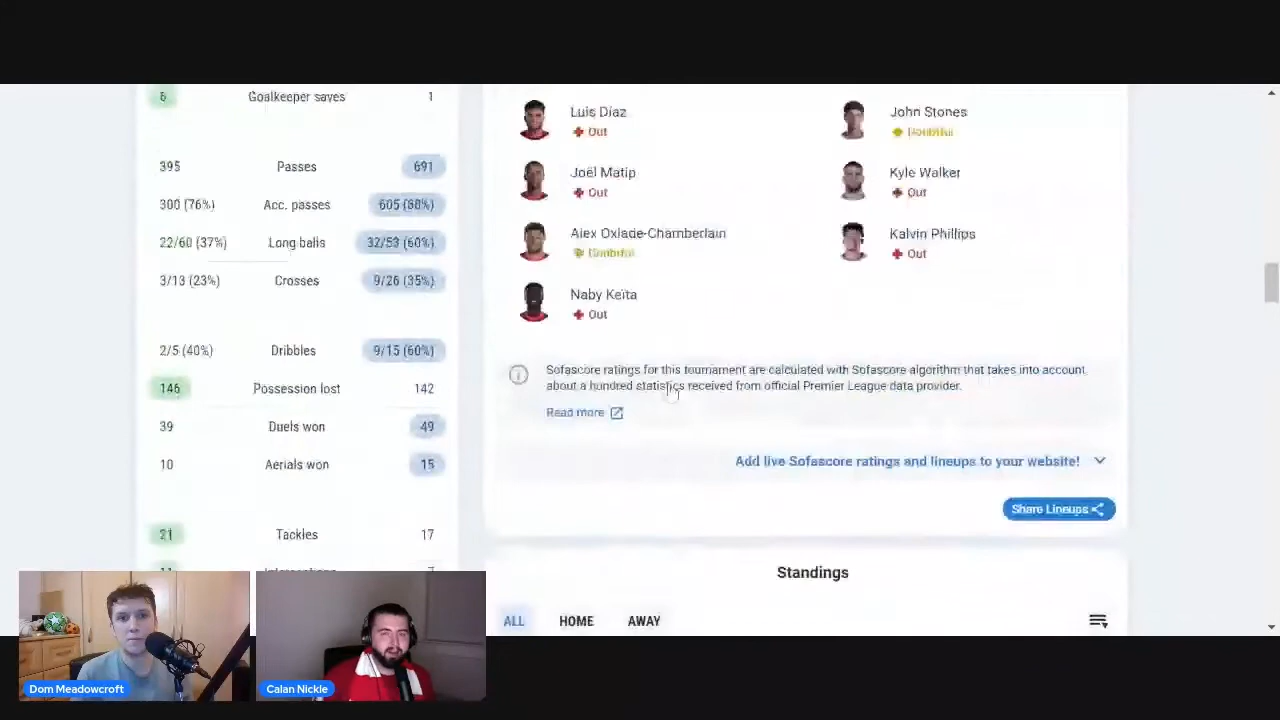 6 Goalkeeper saves 1
395 Passes 691
300 (76%) Acc. passes 605 (88%)
22/60 (37%) Long balls 32/53 (60%)
3/13 (23%) Crosses 9/26 (35%)
2/5 (40%) Dribbles 9/15 (60%)
146 Possession lost 142
39 Duels won 49
10 Aerials won 15
21 Tackles 17
Luis Díaz
Out
Joël Matip
Out
Alex Oxlade-Chamberlain
Doubtful
Naby Keïta
Out
John Stones
Doubtful
Kyle Walker
Out
Kalvin Phillips
Out
Sofascore ratings for this tournament are calculated with Sofascore algorithm that takes into account
about a hundred statistics received from official Premier League data provider.
Read more
Add live Sofascore ratings and lineups to your website!
Share Lineups
Standings
ALL HOME AWAY
Dom Meadowcroft
Calan Nickle